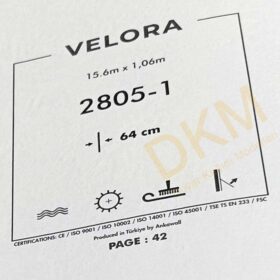 VELORA
15.6m x 1,06m
2805-1
64 cm
DKM
CERTIFICATIONS: CE / ISO 9001 / ISO 10002 / ISO 14001 / ISO 45001 / TSE TS EN 233 / FSC
Produced in Türkiye by Ankawall
PAGE : 42